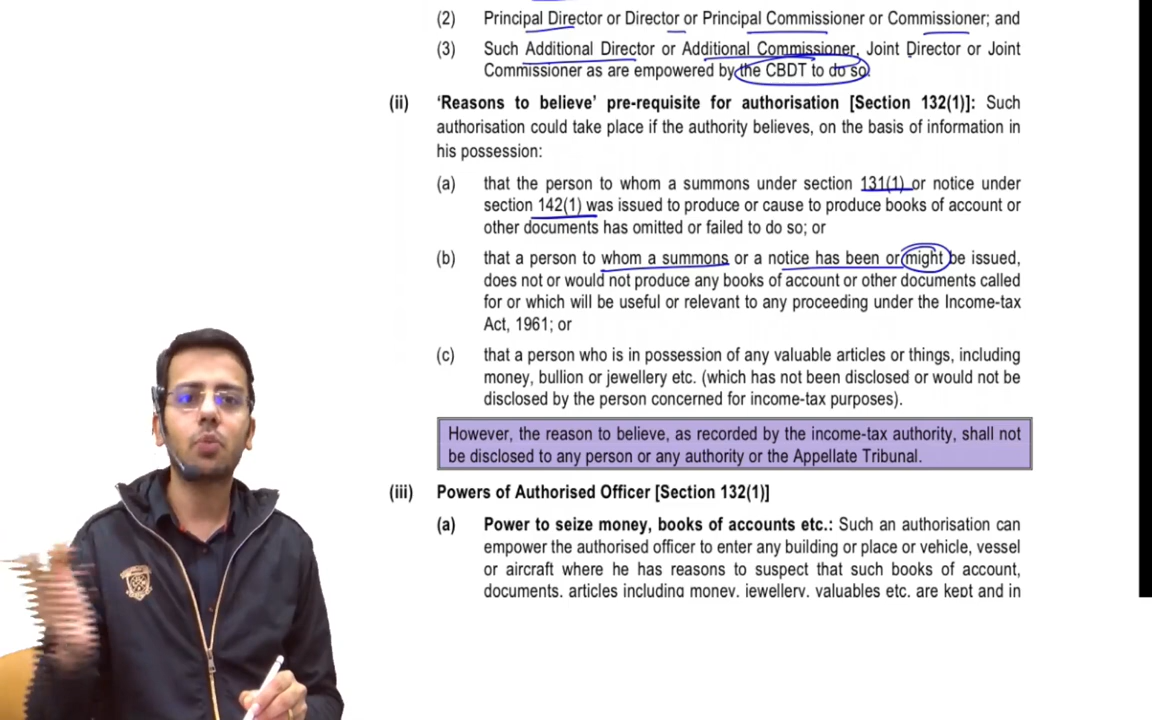 (2) Principal Director or Director or Principal Commissioner or Commissioner; and
(3) Such Additional Director or Additional Commissioner, Joint Director or Joint
Commissioner as are empowered by the CBDT to do so.
(ii) ‘Reasons to believe’ pre-requisite for authorisation [Section 132(1)]: Such
authorisation could take place if the authority believes, on the basis of information in
his possession:
(a) that the person to whom a summons under section 131(1) or notice under
section 142(1) was issued to produce or cause to produce books of account or
other documents has omitted or failed to do so; or
(b) that a person to whom a summons or a notice has been or might be issued,
does not or would not produce any books of account or other documents called
for or which will be useful or relevant to any proceeding under the Income-tax
Act, 1961; or
(c) that a person who is in possession of any valuable articles or things, including
money, bullion or jewellery etc. (which has not been disclosed or would not be
disclosed by the person concerned for income-tax purposes).
However, the reason to believe, as recorded by the income-tax authority, shall not
be disclosed to any person or any authority or the Appellate Tribunal.
(iii) Powers of Authorised Officer [Section 132(1)]
(a) Power to seize money, books of accounts etc.: Such an authorisation can
empower the authorised officer to enter any building or place or vehicle, vessel
or aircraft where he has reasons to suspect that such books of account,
documents, articles including money, jewellery, valuables etc. are kept and in